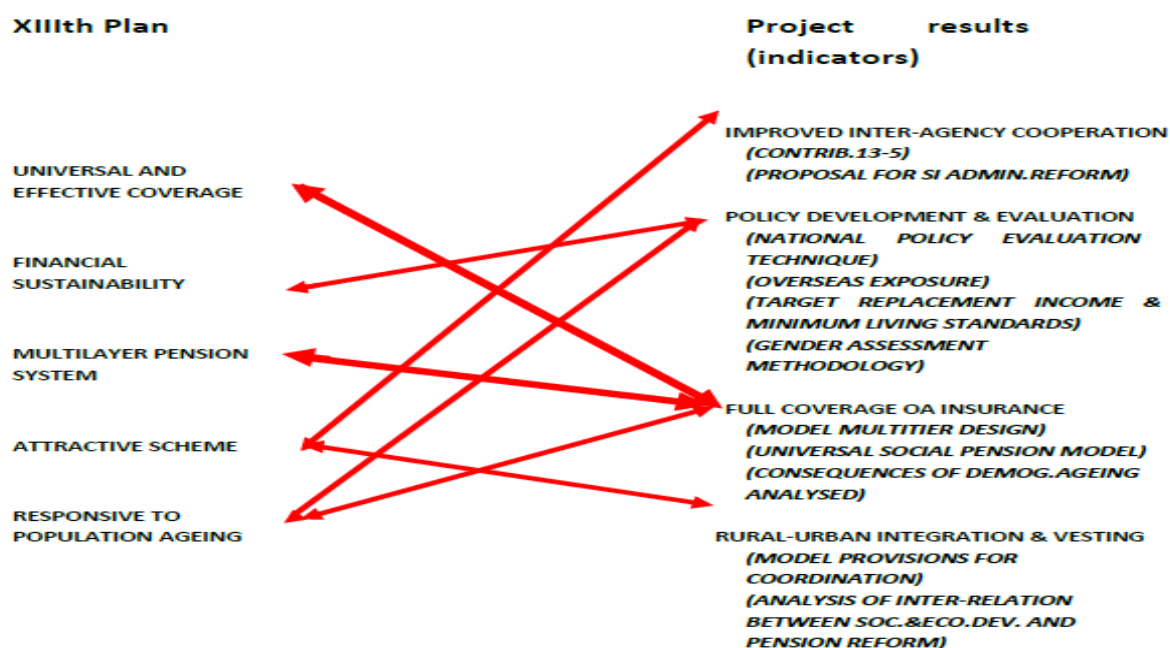 XIIIth Plan
UNIVERSAL AND
EFFECTIVE COVERAGE
FINANCIAL
SUSTAINABILITY
MULTILAYER PENSION
SYSTEM
ATTRACTIVE SCHEME
RESPONSIVE TO
POPULATION AGEING
Project results
(indicators)
IMPROVED INTER-AGENCY COOPERATION
(CONTRIB.13-5)
(PROPOSAL FOR SI ADMIN.REFORM)
POLICY DEVELOPMENT & EVALUATION
(NATIONAL POLICY EVALUATION
TECHNIQUE)
(OVERSEAS EXPOSURE)
(TARGET REPLACEMENT INCOME &
MINIMUM LIVING STANDARDS)
(GENDER ASSESSMENT
METHODOLOGY)
FULL COVERAGE OA INSURANCE
(MODEL MULTITIER DESIGN)
(UNIVERSAL SOCIAL PENSION MODEL)
(CONSEQUENCES OF DEMOG.AGEING
ANALYSED)
RURAL-URBAN INTEGRATION & VESTING
(MODEL PROVISIONS FOR
COORDINATION)
(ANALYSIS OF INTER-RELATION
BETWEEN SOC.&ECO.DEV. AND
PENSION REFORM)